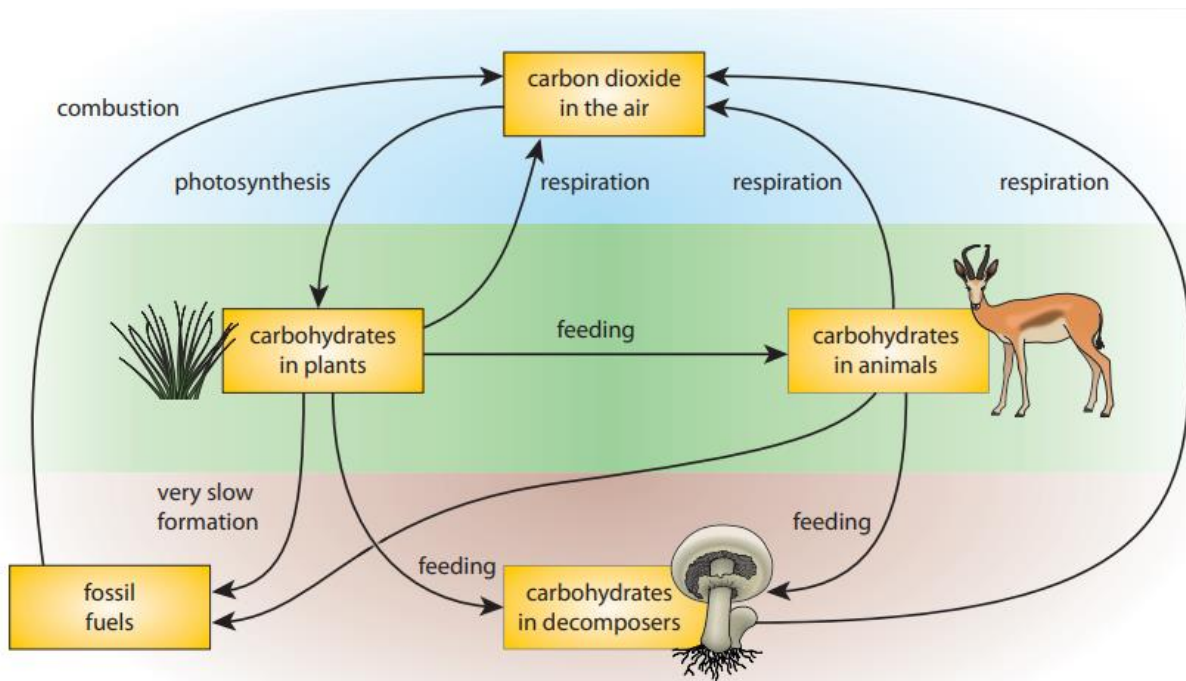 carbon dioxide
in the air
combustion
photosynthesis
respiration
respiration
respiration
carbohydrates
in plants
feeding
carbohydrates
in animals
very slow
formation
feeding
feeding
fossil
fuels
carbohydrates
in decomposers